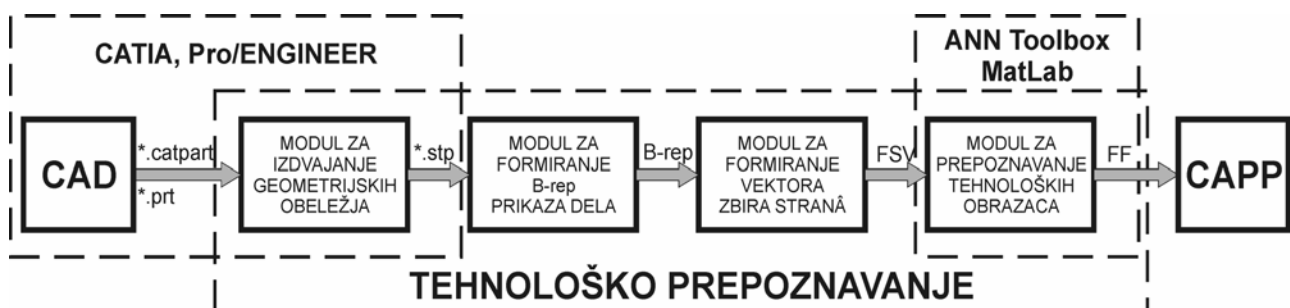 CATIA, Pro/ENGINEER
ANN Toolbox
MatLab
CAD
*.catpart
*.prt
MODUL ZA
IZDVAJANJE
GEOMETRIJSKIH
OBELEŽJA
*.stp
MODUL ZA
FORMIRANJE
B-rep
PRIKAZA DELA
B-rep
MODUL ZA
FORMIRANJE
VEKTORA
ZBIRA STRANÂ
FSV
MODUL ZA
PREPOZNAVANJE
TEHNOLOŠKIH
OBRAZACA
FF
CAPP
TEHNOLOŠKO PREPOZNAVANJE